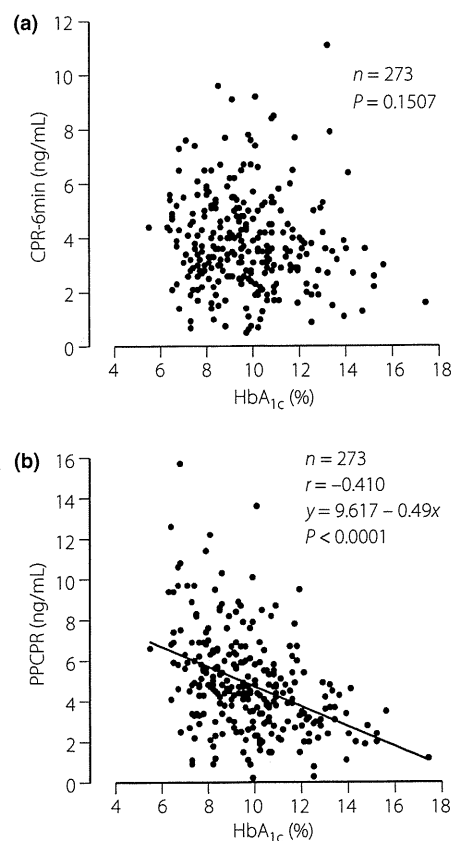 (a)
12
10
8
6
4
2
0
CPR-6min (ng/mL)
n = 273
P = 0.1507
4 6 8 10 12 14 16 18
HbA1c (%)
(b)
16
14
12
10
8
6
4
2
0
PPCPR (ng/mL)
n = 273
r = –0.410
y = 9.617 – 0.49x
P < 0.0001
4 6 8 10 12 14 16 18
HbA1c (%)